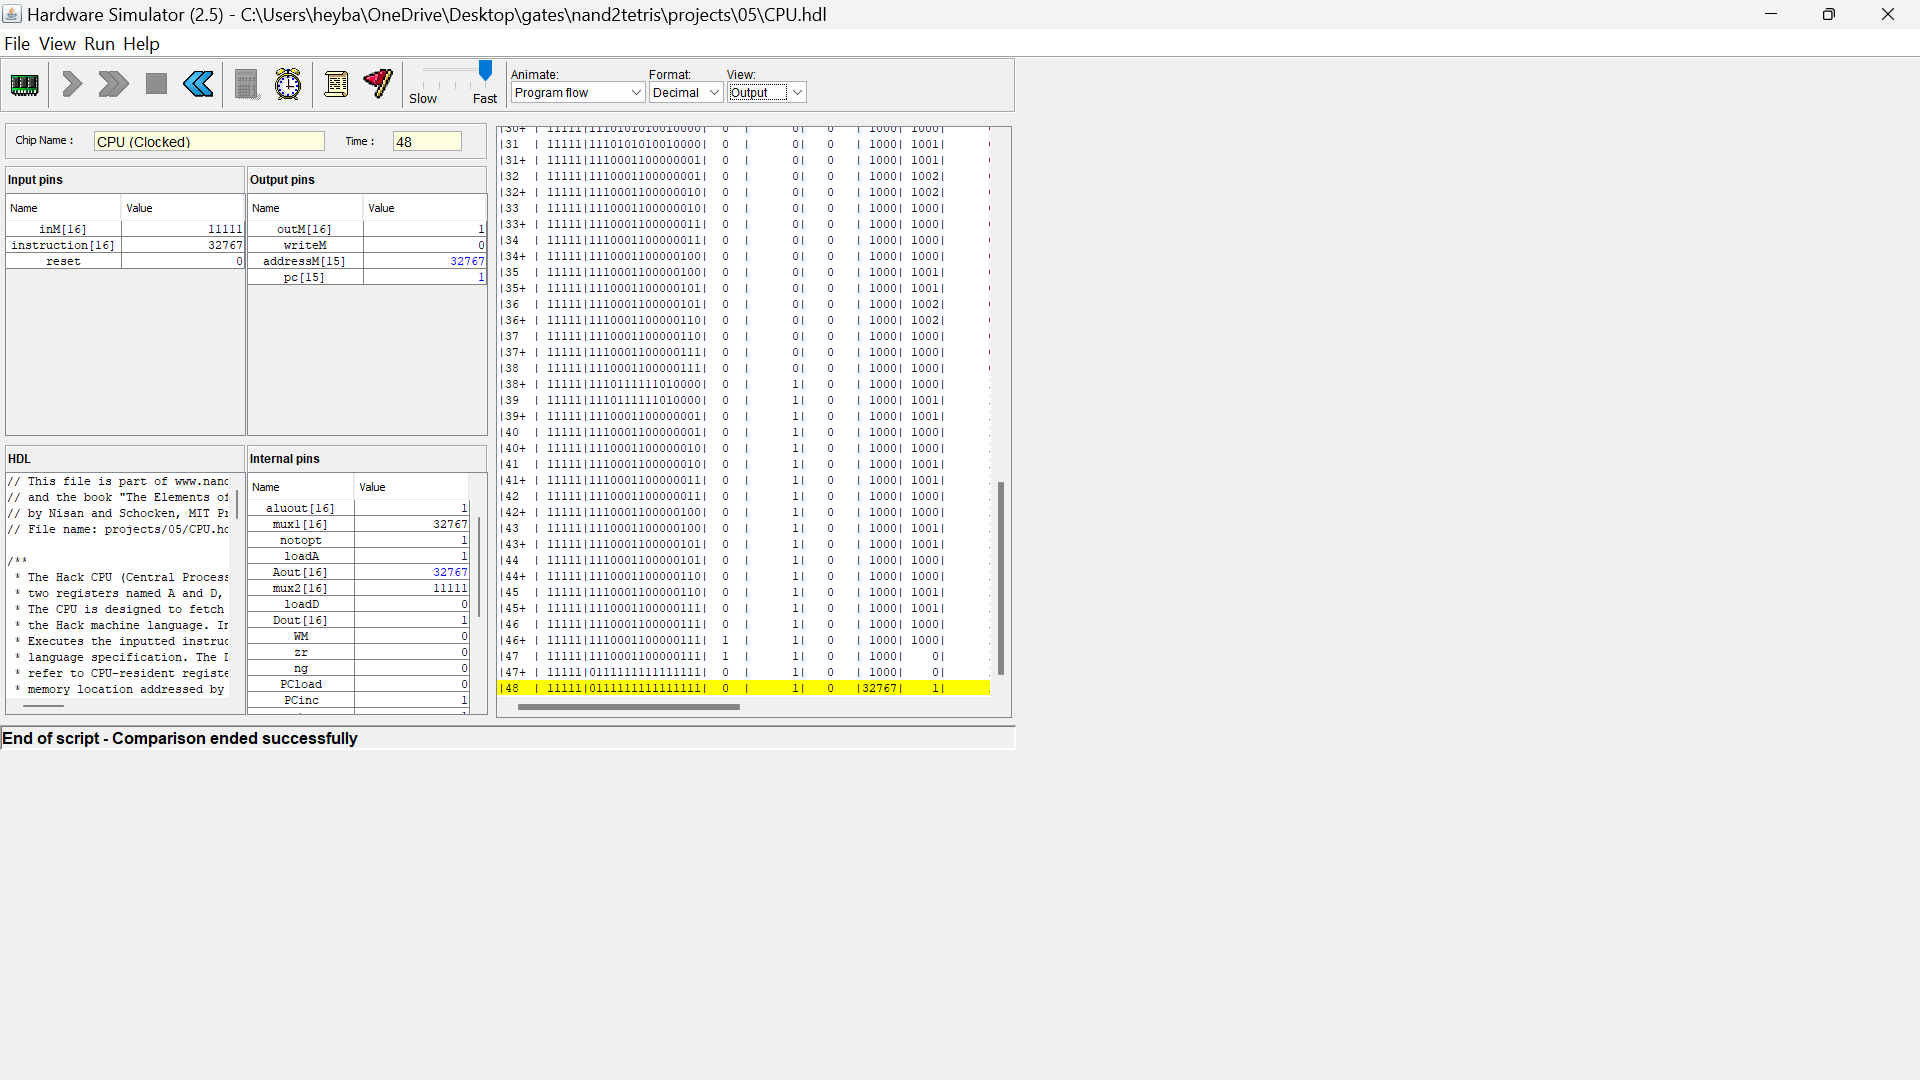 Hardware Simulator (2.5) - C:\Users\heyba\OneDrive\Desktop\gates\nand2tetris\projects\05\CPU.hdl
File View Run Help
Animate: Format: View:
Program flow Decimal Output
Slow Fast
Chip Name : CPU (Clocked) Time : 48
Input pins
Name Value
inM[16] 11111
instruction[16] 32767
reset 0
Output pins
Name Value
outM[16] 1
writeM 0
addressM[15] 32767
pc[15] 1
HDL
// This file is part of www.nand
// and the book "The Elements of
// by Nisan and Schocken, MIT Pr
// File name: projects/05/CPU.hd
/**
* The Hack CPU (Central Process
* two registers named A and D,
* The CPU is designed to fetch
* the Hack machine language. In
* Executes the inputted instruc
* language specification. The D
* refer to CPU-resident registe
* memory location addressed by
Internal pins
Name Value
aluout[16] 1
mux1[16] 32767
notopt 1
loadA 1
Aout[16] 32767
mux2[16] 11111
loadD 0
Dout[16] 1
WM 0
zr 0
ng 0
PCload 0
PCinc 1
|30+ | 11111|1110101010010000| 0 | 0| 0 | 1000| 1000|
|31 | 11111|1110101010010000| 0 | 0| 0 | 1000| 1001|
|31+ | 11111|1110001100000001| 0 | 0| 0 | 1000| 1001|
|32 | 11111|1110001100000001| 0 | 0| 0 | 1000| 1002|
|32+ | 11111|1110001100000010| 0 | 0| 0 | 1000| 1002|
|33 | 11111|1110001100000010| 0 | 0| 0 | 1000| 1000|
|33+ | 11111|1110001100000011| 0 | 0| 0 | 1000| 1000|
|34 | 11111|1110001100000011| 0 | 0| 0 | 1000| 1000|
|34+ | 11111|1110001100000100| 0 | 0| 0 | 1000| 1000|
|35 | 11111|1110001100000100| 0 | 0| 0 | 1000| 1001|
|35+ | 11111|1110001100000101| 0 | 0| 0 | 1000| 1001|
|36 | 11111|1110001100000101| 0 | 0| 0 | 1000| 1002|
|36+ | 11111|1110001100000110| 0 | 0| 0 | 1000| 1002|
|37 | 11111|1110001100000110| 0 | 0| 0 | 1000| 1000|
|37+ | 11111|1110001100000111| 0 | 0| 0 | 1000| 1000|
|38 | 11111|1110001100000111| 0 | 0| 0 | 1000| 1000|
|38+ | 11111|1110111111010000| 0 | 1| 0 | 1000| 1000|
|39 | 11111|1110111111010000| 0 | 1| 0 | 1000| 1001|
|39+ | 11111|1110001100000001| 0 | 1| 0 | 1000| 1001|
|40 | 11111|1110001100000001| 0 | 1| 0 | 1000| 1000|
|40+ | 11111|1110001100000010| 0 | 1| 0 | 1000| 1000|
|41 | 11111|1110001100000010| 0 | 1| 0 | 1000| 1001|
|41+ | 11111|1110001100000011| 0 | 1| 0 | 1000| 1001|
|42 | 11111|1110001100000011| 0 | 1| 0 | 1000| 1000|
|42+ | 11111|1110001100000100| 0 | 1| 0 | 1000| 1000|
|43 | 11111|1110001100000100| 0 | 1| 0 | 1000| 1001|
|43+ | 11111|1110001100000101| 0 | 1| 0 | 1000| 1001|
|44 | 11111|1110001100000101| 0 | 1| 0 | 1000| 1000|
|44+ | 11111|1110001100000110| 0 | 1| 0 | 1000| 1000|
|45 | 11111|1110001100000110| 0 | 1| 0 | 1000| 1001|
|45+ | 11111|1110001100000111| 0 | 1| 0 | 1000| 1001|
|46 | 11111|1110001100000111| 0 | 1| 0 | 1000| 1000|
|46+ | 11111|1110001100000111| 1 | 1| 0 | 1000| 1000|
|47 | 11111|1110001100000111| 1 | 1| 0 | 1000| 0|
|47+ | 11111|0111111111111111| 0 | 1| 0 | 1000| 0|
|48 | 11111|0111111111111111| 0 | 1| 0 |32767| 1|
End of script - Comparison ended successfully